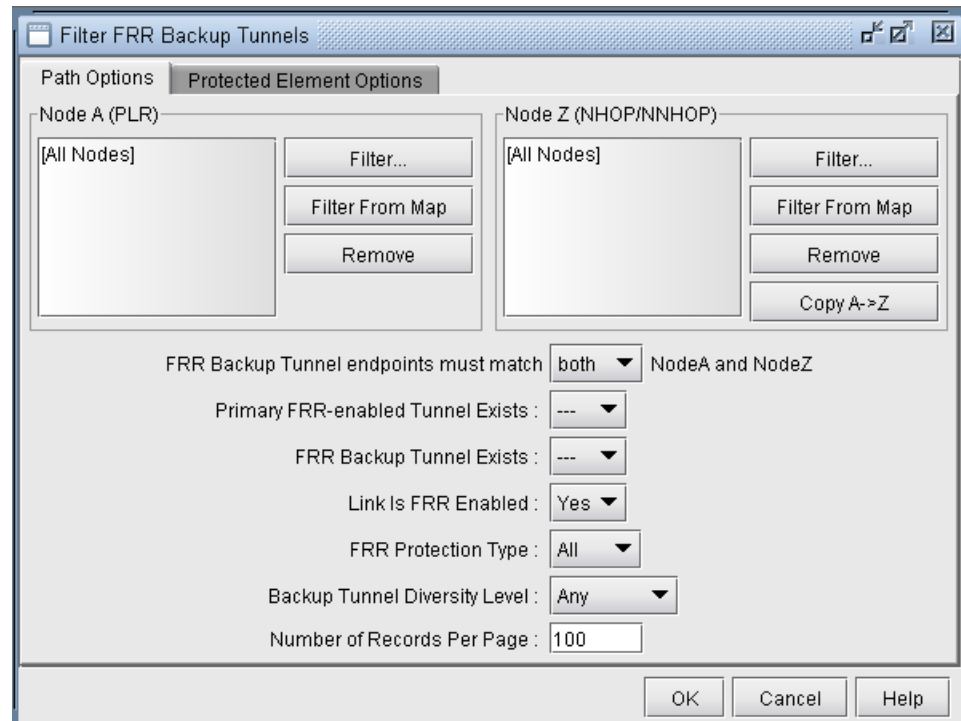 Filter FRR Backup Tunnels
Path Options
Protected Element Options
Node A (PLR)
[All Nodes]
Filter...
Filter From Map
Remove
Node Z (NHOP/NNHOP)
[All Nodes]
Filter...
Filter From Map
Remove
Copy A->Z
FRR Backup Tunnel endpoints must match both NodeA and NodeZ
Primary FRR-enabled Tunnel Exists : ---
FRR Backup Tunnel Exists : ---
Link Is FRR Enabled : Yes
FRR Protection Type : All
Backup Tunnel Diversity Level : Any
Number of Records Per Page : 100
OK
Cancel
Help